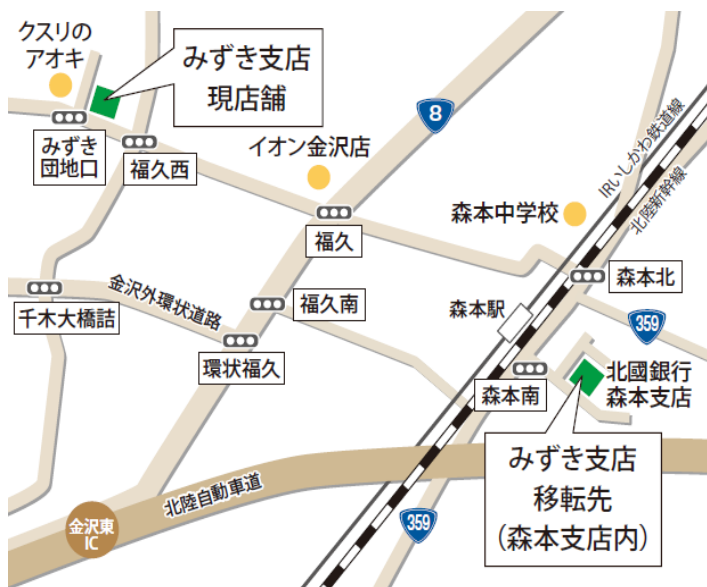 クスリの
アオキ
みずき支店
現店舗
みずき
団地口
福久西
イオン金沢店
8
IRいしかわ鉄道線
北陸新幹線
森本中学校
福久
森本北
金沢外環状道路
千木大橋詰
福久南
森本駅
359
環状福久
森本南
北國銀行
森本支店
みずき支店
移転先
(森本支店内)
北陸自動車道
金沢東
IC
359